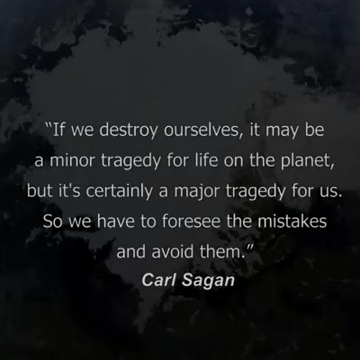 “If we destroy ourselves, it may be
a minor tragedy for life on the planet,
but it's certainly a major tragedy for us.
So we have to foresee the mistakes
and avoid them.”
Carl Sagan